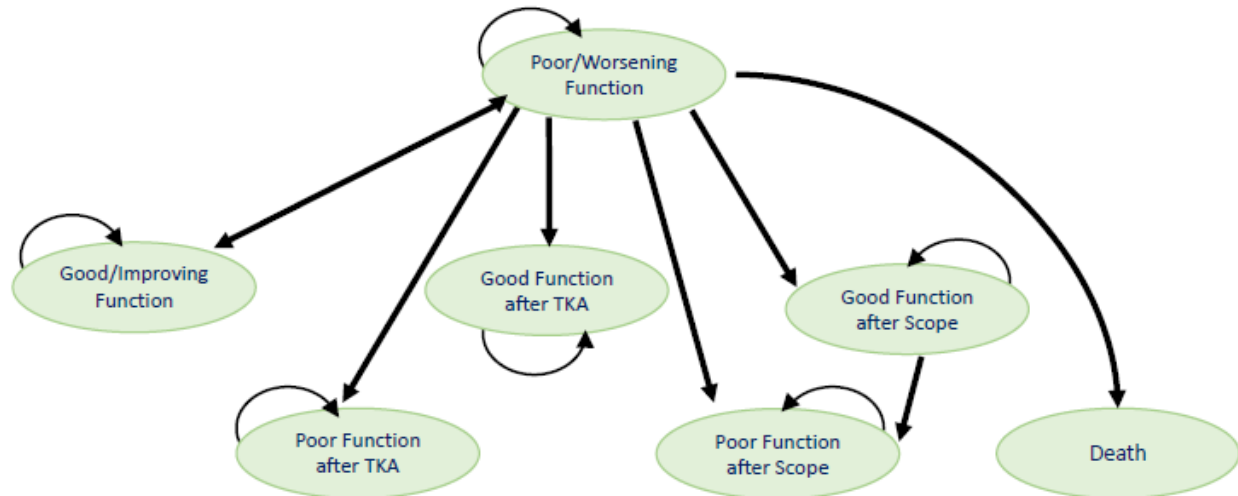 Poor/Worsening
Function
Good/Improving
Function
Good Function
after TKA
Good Function
after Scope
Poor Function
after TKA
Poor Function
after Scope
Death